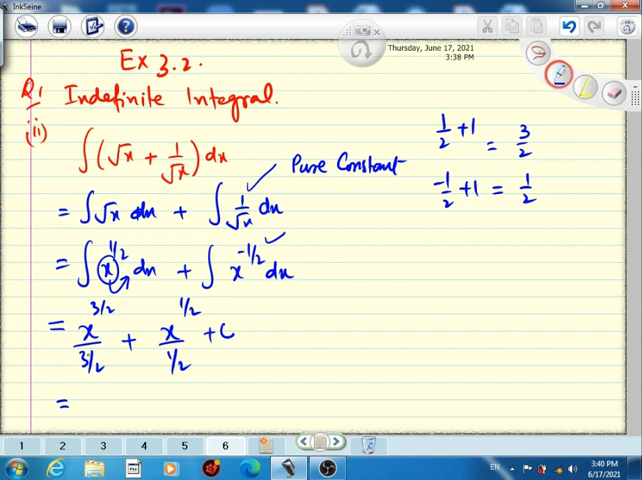 InkSeine
Thursday, June 17, 2021
3:38 PM
Ex 3.2.
Q1 Indefinite Integral.
(ii)
∫(√x + 1/√x) dx
Pure Constant
= ∫√x dx + ∫ 1/√x dx
= ∫ x^1/2 dx + ∫ x^-1/2 dx
= x^3/2 / 3/2 + x^1/2 / 1/2 + C
=
1/2 + 1 = 3/2
-1/2 + 1 = 1/2
1 2 3 4 5 6
EN
3:40 PM
6/17/2021